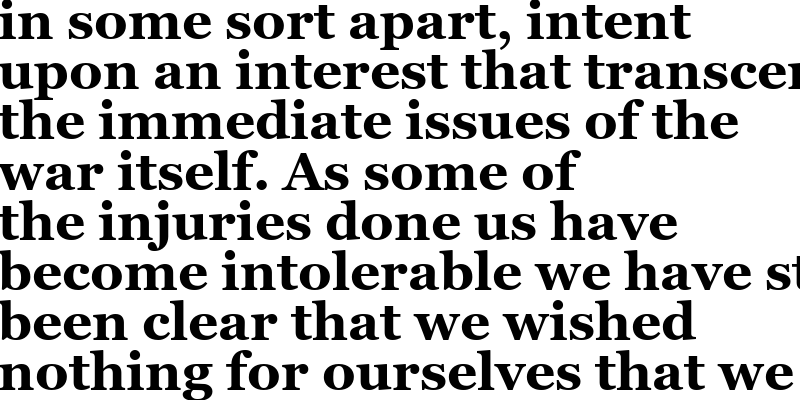 in some sort apart, intent
upon an interest that
the immediate issues of the
war itself. As some of
the injuries done us have
become intolerable we have
been clear that we wished
nothing for ourselves that we